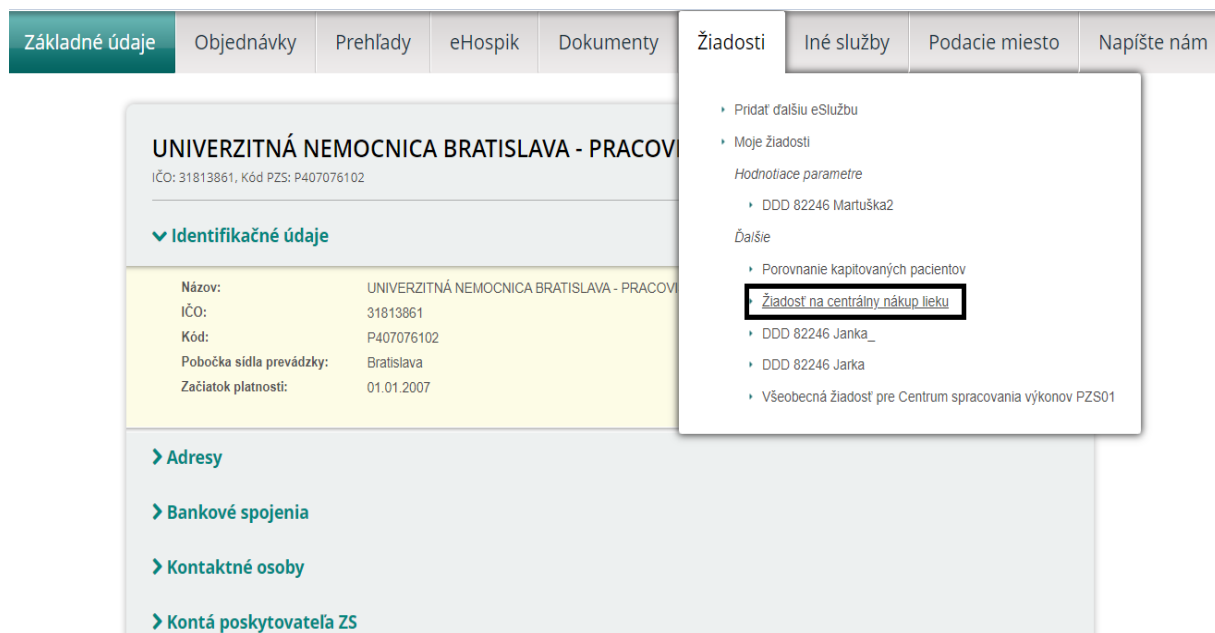 Základné údaje Objednávky Prehľady eHospik Dokumenty Žiadosti Iné služby Podacie miesto Napíšte nám
Pridať ďalšiu eSlužbu
Moje žiadosti
Hodnotiace parametre
DDD 82246 Martuška2
Ďalšie
Porovnanie kapitovaných pacientov
Žiadosť na centrálny nákup lieku
DDD 82246 Janka_
DDD 82246 Jarka
Všeobecná žiadosť pre Centrum spracovania výkonov PZS01
UNIVERZITNÁ NEMOCNICA BRATISLAVA - PRACOVI
IČO: 31813861, Kód PZS: P407076102
Identifikačné údaje
Názov: UNIVERZITNÁ NEMOCNICA BRATISLAVA - PRACOVI
IČO: 31813861
Kód: P407076102
Pobočka sídla prevádzky: Bratislava
Začiatok platnosti: 01.01.2007
Adresy
Bankové spojenia
Kontaktné osoby
Kontá poskytovateľa ZS